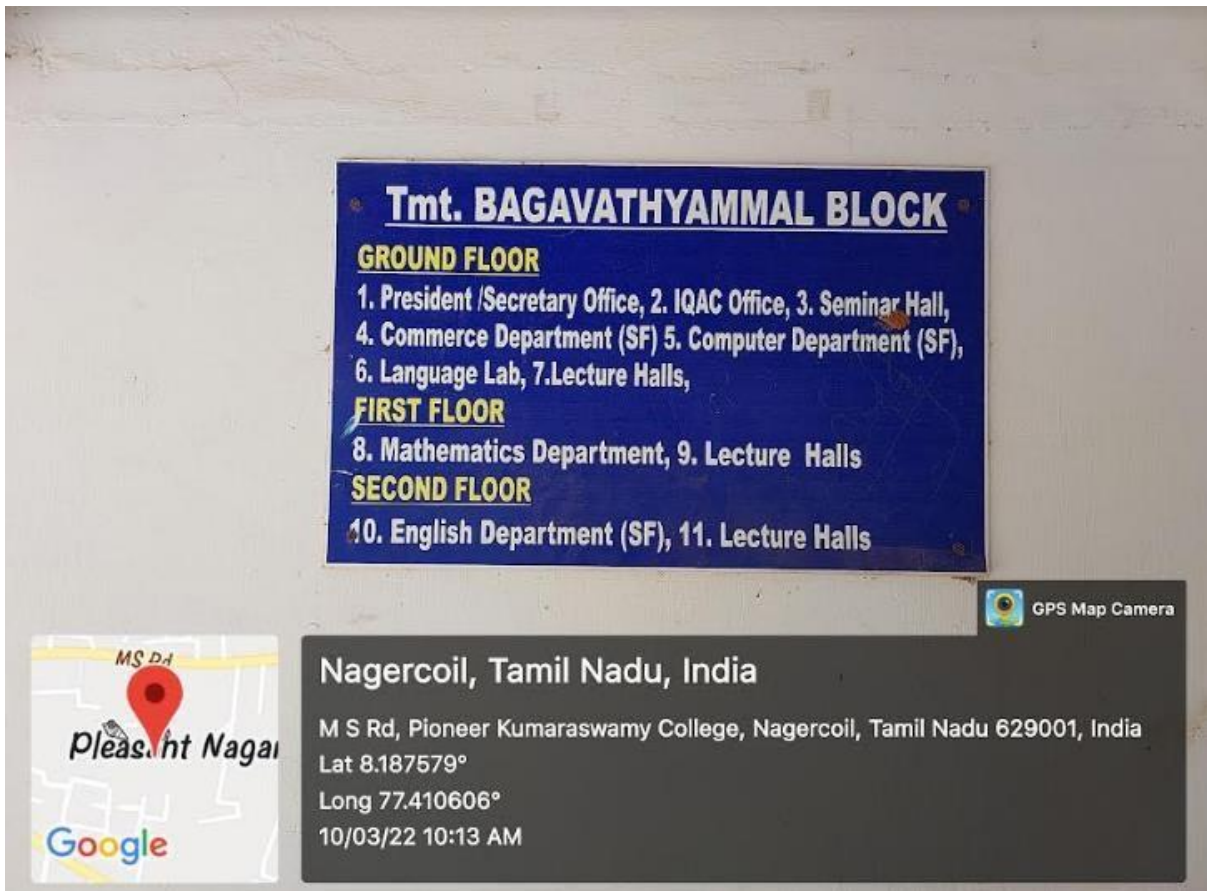 Tmt. BAGAVATHYAMMAL BLOCK
GROUND FLOOR
1. President /Secretary Office, 2. IQAC Office, 3. Seminar Hall,
4. Commerce Department (SF) 5. Computer Department (SF),
6. Language Lab, 7.Lecture Halls,
FIRST FLOOR
8. Mathematics Department, 9. Lecture Halls
SECOND FLOOR
10. English Department (SF), 11. Lecture Halls
GPS Map Camera
MS Rd
Pleasant Nagar
Google
Nagercoil, Tamil Nadu, India
M S Rd, Pioneer Kumaraswamy College, Nagercoil, Tamil Nadu 629001, India
Lat 8.187579°
Long 77.410606°
10/03/22 10:13 AM